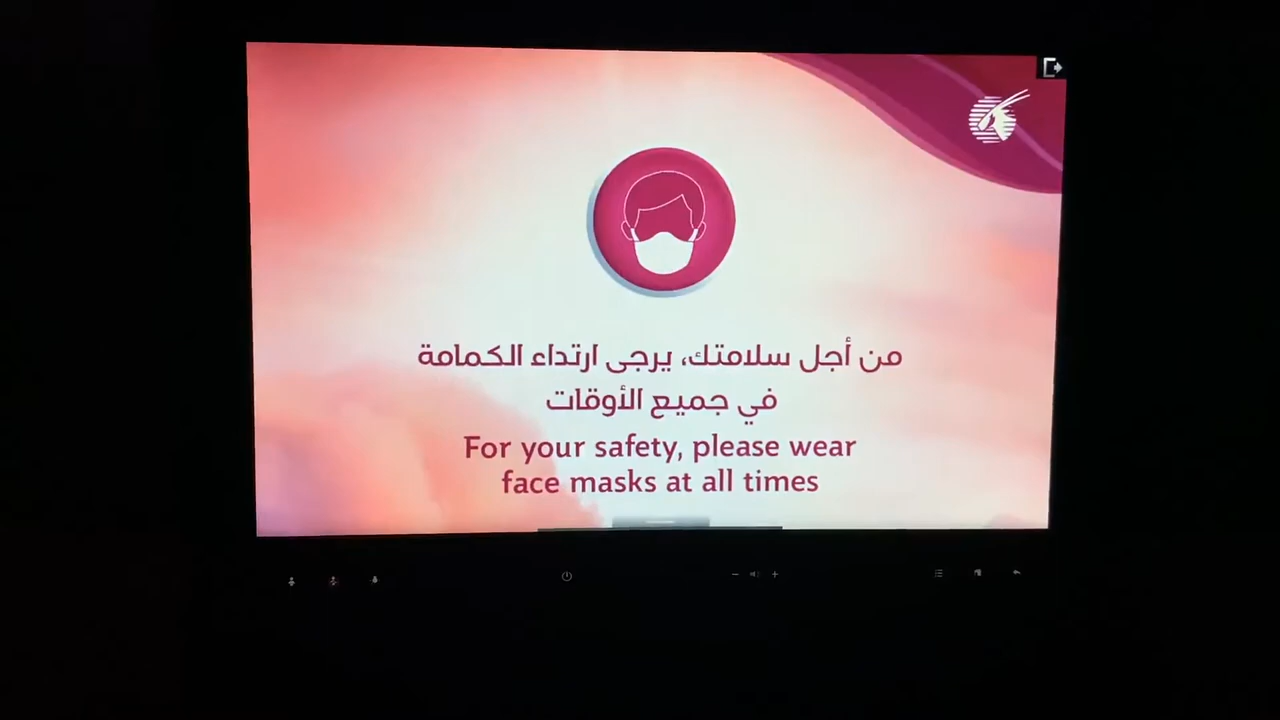 من أجل سلامتك، يرجى ارتداء الكمامة
في جميع الأوقات
For your safety, please wear
face masks at all times